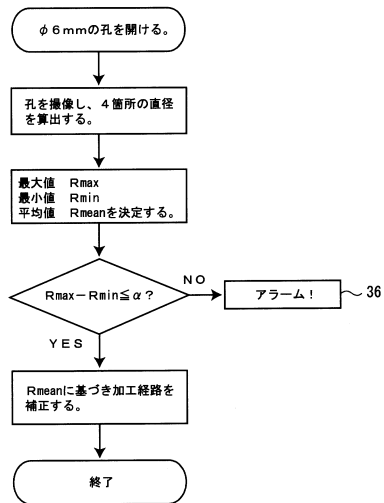 φ６mmの孔を開ける。
孔を撮像し、４箇所の直径
を算出する。
最大値　Rmax
最小値　Rmin
平均値　Rmeanを決定する。
Rmax－Rmin≦α？
NO
アラーム！
36
YES
Rmeanに基づき加工経路を
補正する。
終了